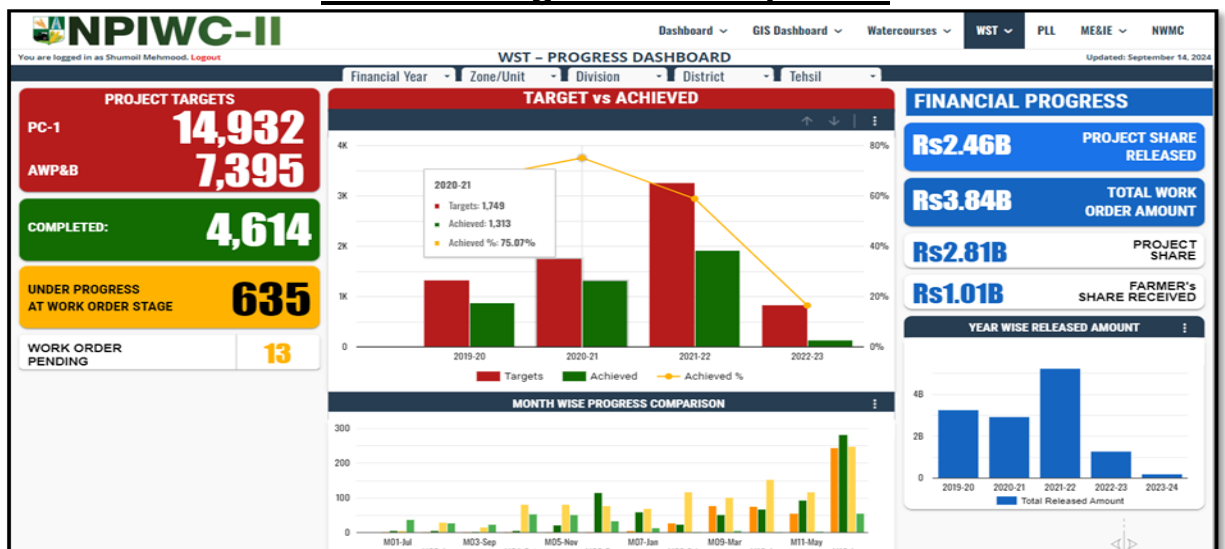 NPIWC-II
Dashboard
GIS Dashboard
Watercourses
WST
PLL
ME&IE
NWMC
You are logged in as Shumoil Mehmood. Logout
WST – PROGRESS DASHBOARD
Updated: September 14, 2024
Financial Year
Zone/Unit
Division
District
Tehsil
PROJECT TARGETS
PC-1
14,932
AWP&B
7,395
COMPLETED:
4,614
UNDER PROGRESS
AT WORK ORDER STAGE
635
WORK ORDER
PENDING
13
TARGET vs ACHIEVED
4K
3K
2K
1K
0
80%
60%
40%
20%
0%
2020-21
Targets: 1,749
Achieved: 1,313
Achieved %: 75.07%
2019-20
2020-21
2021-22
2022-23
Targets
Achieved
Achieved %
MONTH WISE PROGRESS COMPARISON
300
200
100
0
M01-Jul
M03-Sep
M05-Nov
M07-Jan
M09-Mar
M11-May
FINANCIAL PROGRESS
Rs2.46B
PROJECT SHARE
RELEASED
Rs3.84B
TOTAL WORK
ORDER AMOUNT
Rs2.81B
PROJECT
SHARE
Rs1.01B
FARMER's
SHARE RECEIVED
YEAR WISE RELEASED AMOUNT
4B
2B
0
2019-20
2020-21
2021-22
2022-23
2023-24
Total Released Amount